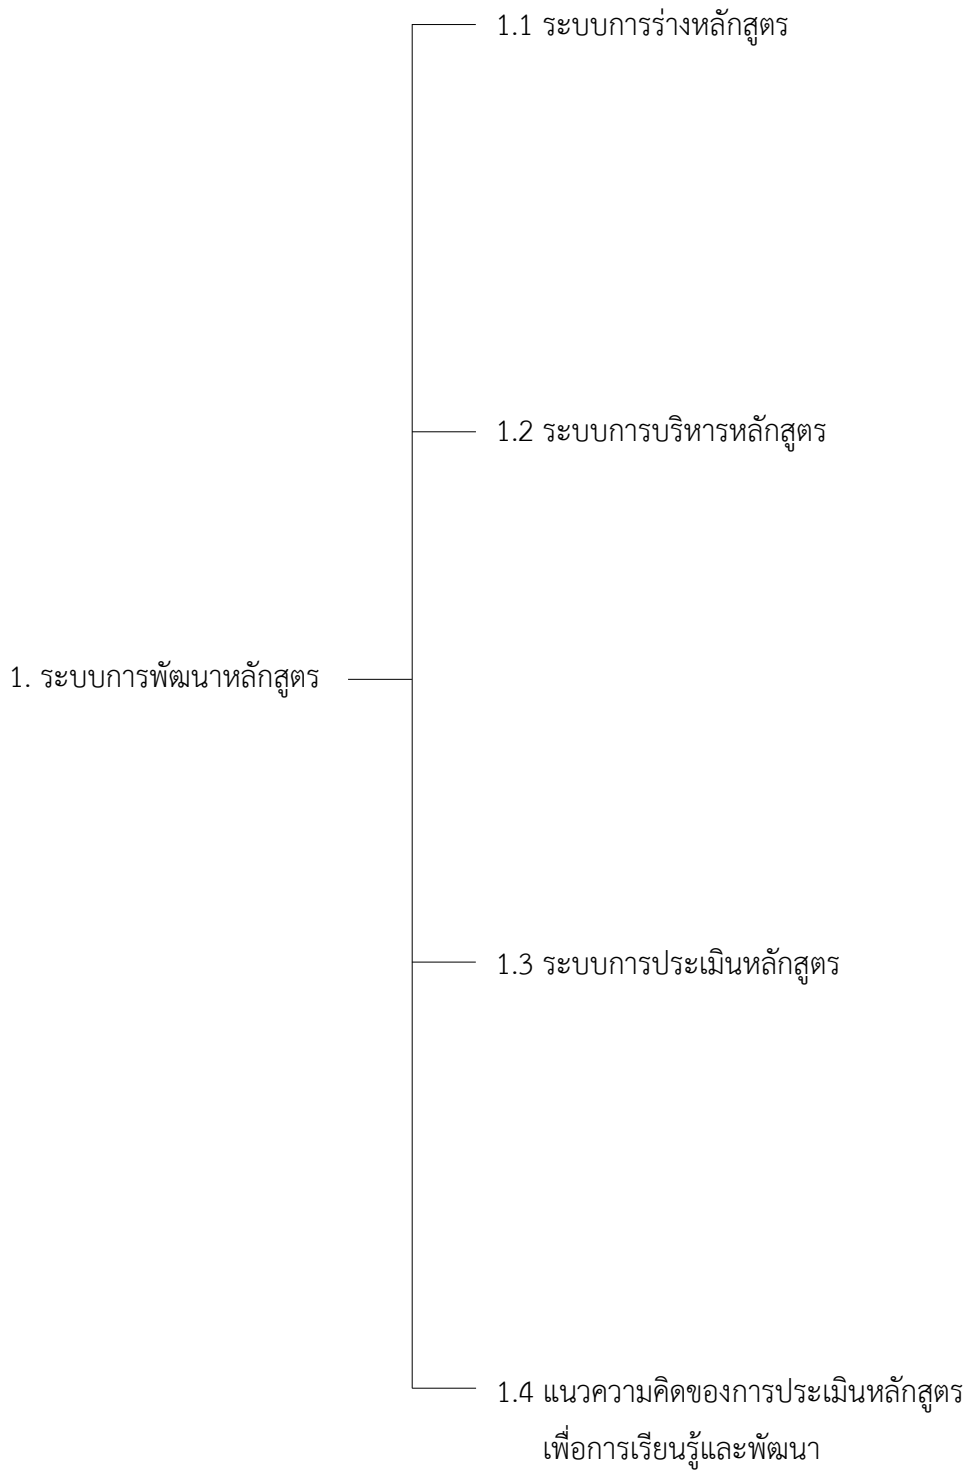 1.1 ระบบการร่างหลักสูตร
1.2 ระบบการบริหารหลักสูตร
1. ระบบการพัฒนาหลักสูตร
1.3 ระบบการประเมินหลักสูตร
1.4 แนวความคิดของการประเมินหลักสูตร
เพื่อการเรียนรู้และพัฒนา